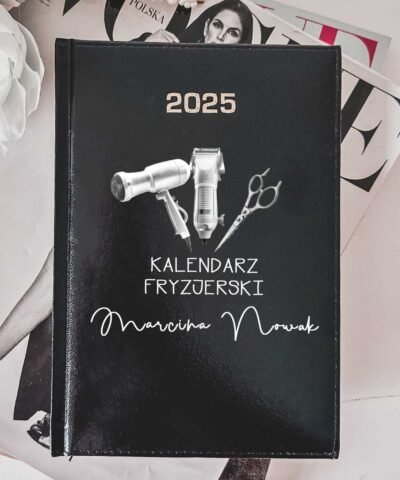 POLSKA
2025
KALENDARZ
FRYZJERSKI
Marcina Nowak